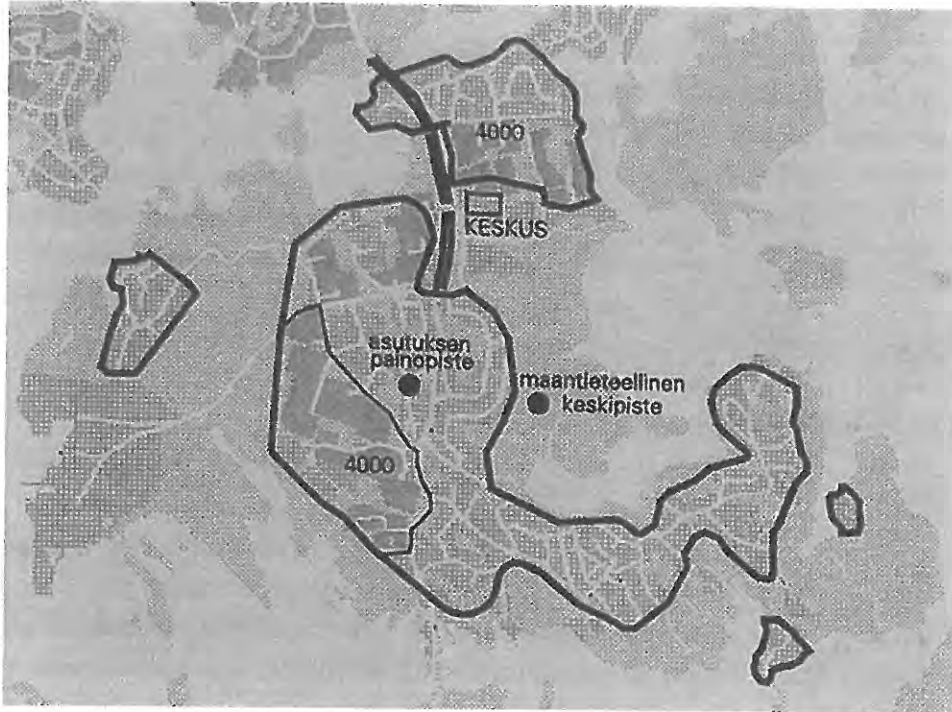 4000
KESKUS
asutuksen
painopiste
maantieteellinen
keskipiste
4000